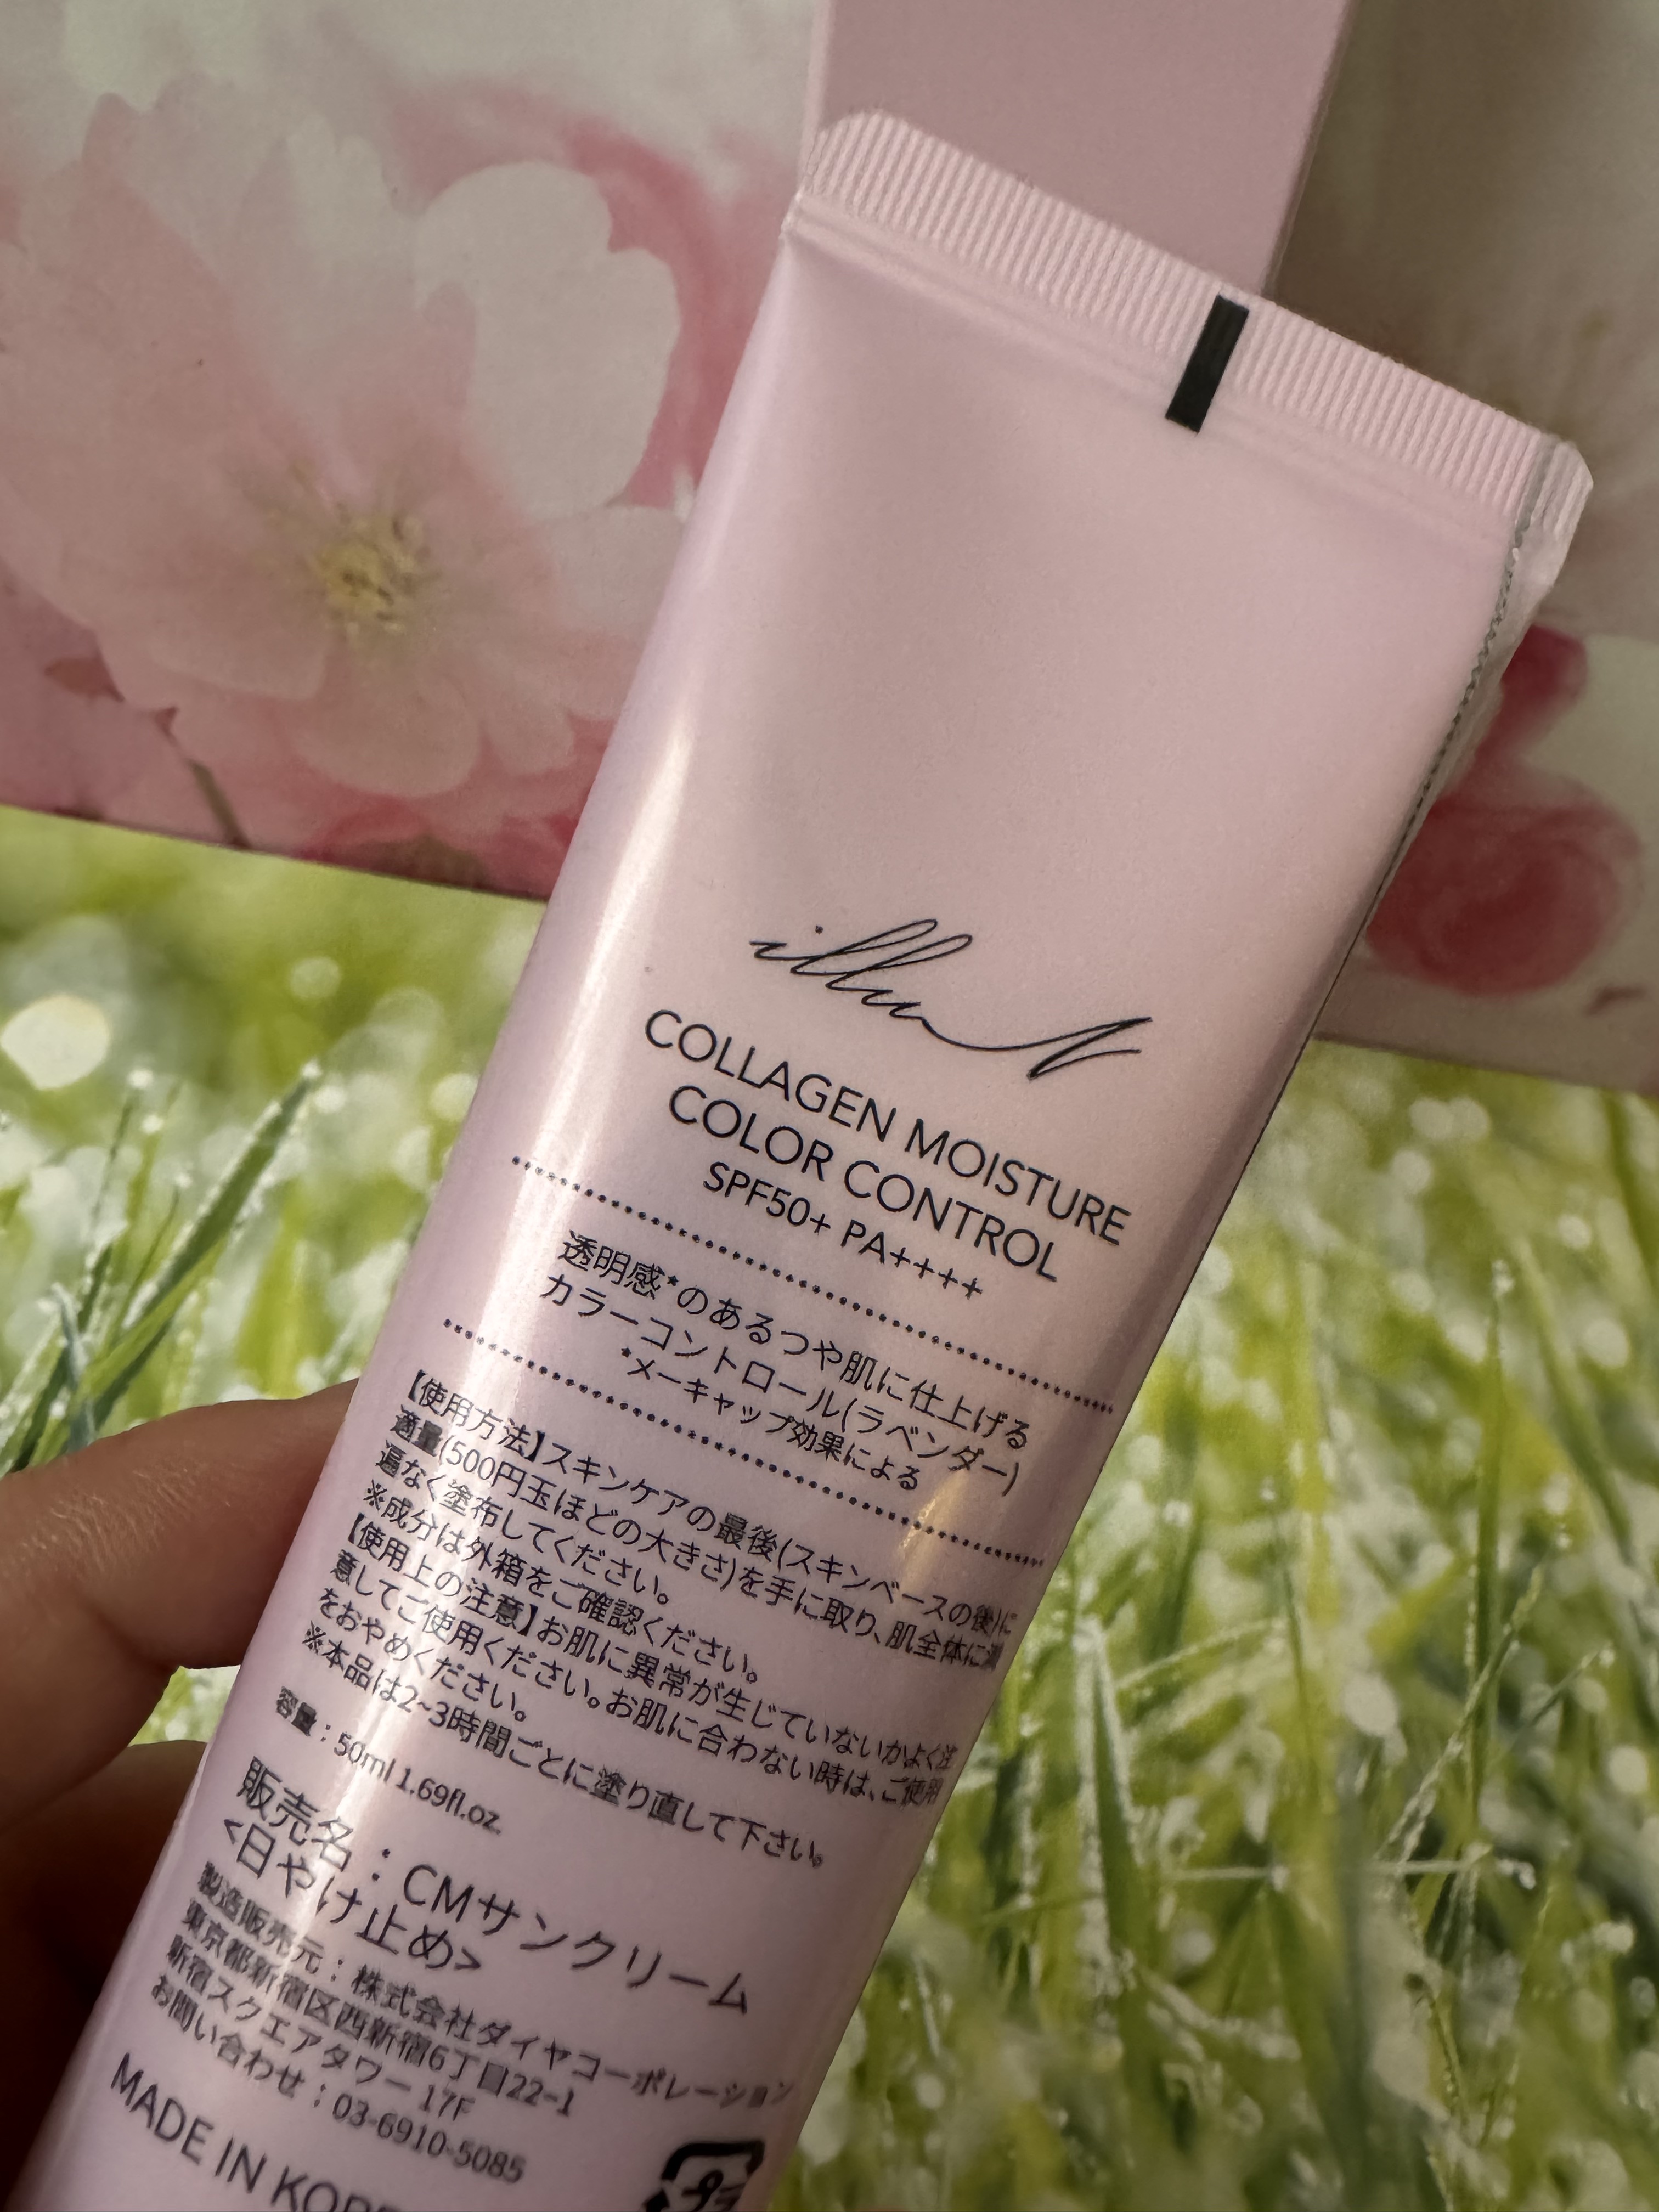 illuN
COLLAGEN MOISTURE
COLOR CONTROL
SPF50+ PA++++
透明感*のあるつや肌に仕上げる
カラーコントロール(ラベンダー)
*メーキャップ効果による
【使用方法】スキンケアの最後(スキンベースの後)に
適量(500円玉ほどの大きさ)を手に取り、肌全体に満
遍なく塗布してください。
※成分は外箱をご確認ください。
【使用上の注意】お肌に異常が生じていないかよく注
意してご使用ください。お肌に合わない時は、ご使用
をおやめください。
※本品は2~3時間ごとに塗り直して下さい。
容量：50ml 1.69fl.oz.
販売名：CMサンクリーム
<日やけ止め>
製造販売元：株式会社ダイヤコーポレーション
東京都新宿区西新宿6丁目22-1
新宿スクエアタワー 17F
お問い合わせ：03-6910-5085
MADE IN KORE
プラ